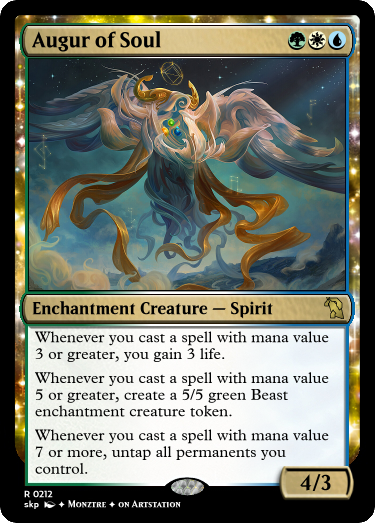 Augur of Soul
Enchantment Creature — Spirit
Whenever you cast a spell with mana value
3 or greater, you gain 3 life.
Whenever you cast a spell with mana value
5 or greater, create a 5/5 green Beast
enchantment creature token.
Whenever you cast a spell with mana value
7 or more, untap all permanents you
control.
4/3
R 0212
skp ✦ Monztre ✦ on Artstation